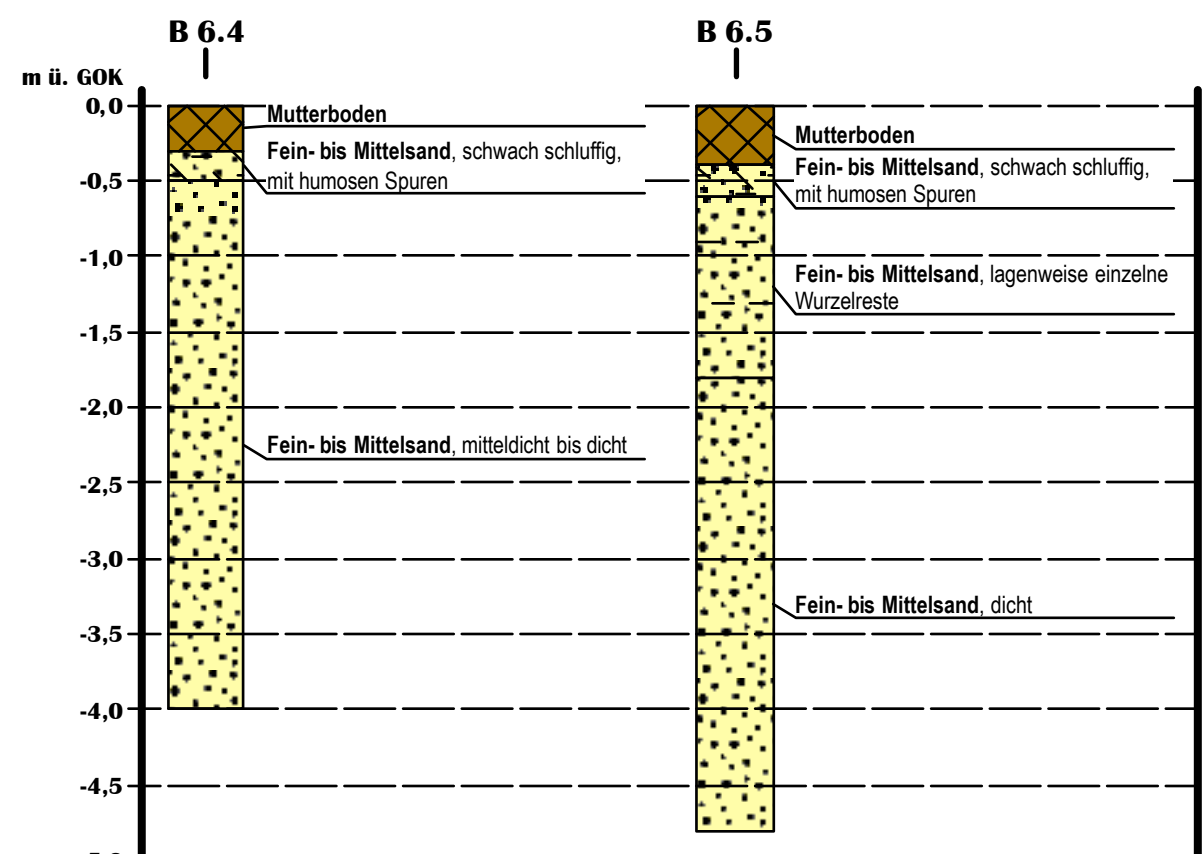 B 6.4
B 6.5
m ü. GOK
0,0
-0,5
-1,0
-1,5
-2,0
-2,5
-3,0
-3,5
-4,0
-4,5
Mutterboden
Fein- bis Mittelsand, schwach schluffig,
mit humosen Spuren
Fein- bis Mittelsand, mitteldicht bis dicht
Mutterboden
Fein- bis Mittelsand, schwach schluffig,
mit humosen Spuren
Fein- bis Mittelsand, lagenweise einzelne
Wurzelreste
Fein- bis Mittelsand, dicht